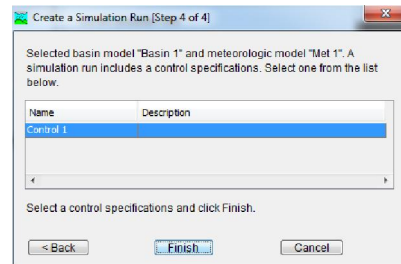 Create a Simulation Run [Step 4 of 4]
Selected basin model "Basin 1" and meteorologic model "Met 1". A
simulation run includes a control specifications. Select one from the list
below.
Name Description
Control 1
Select a control specifications and click Finish.
< Back Finish Cancel